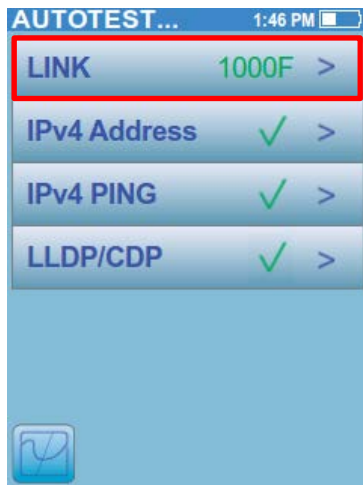 AUTOTEST... 1:46 PM
LINK 1000F >
IPv4 Address ✓ >
IPv4 PING ✓ >
LLDP/CDP ✓ >